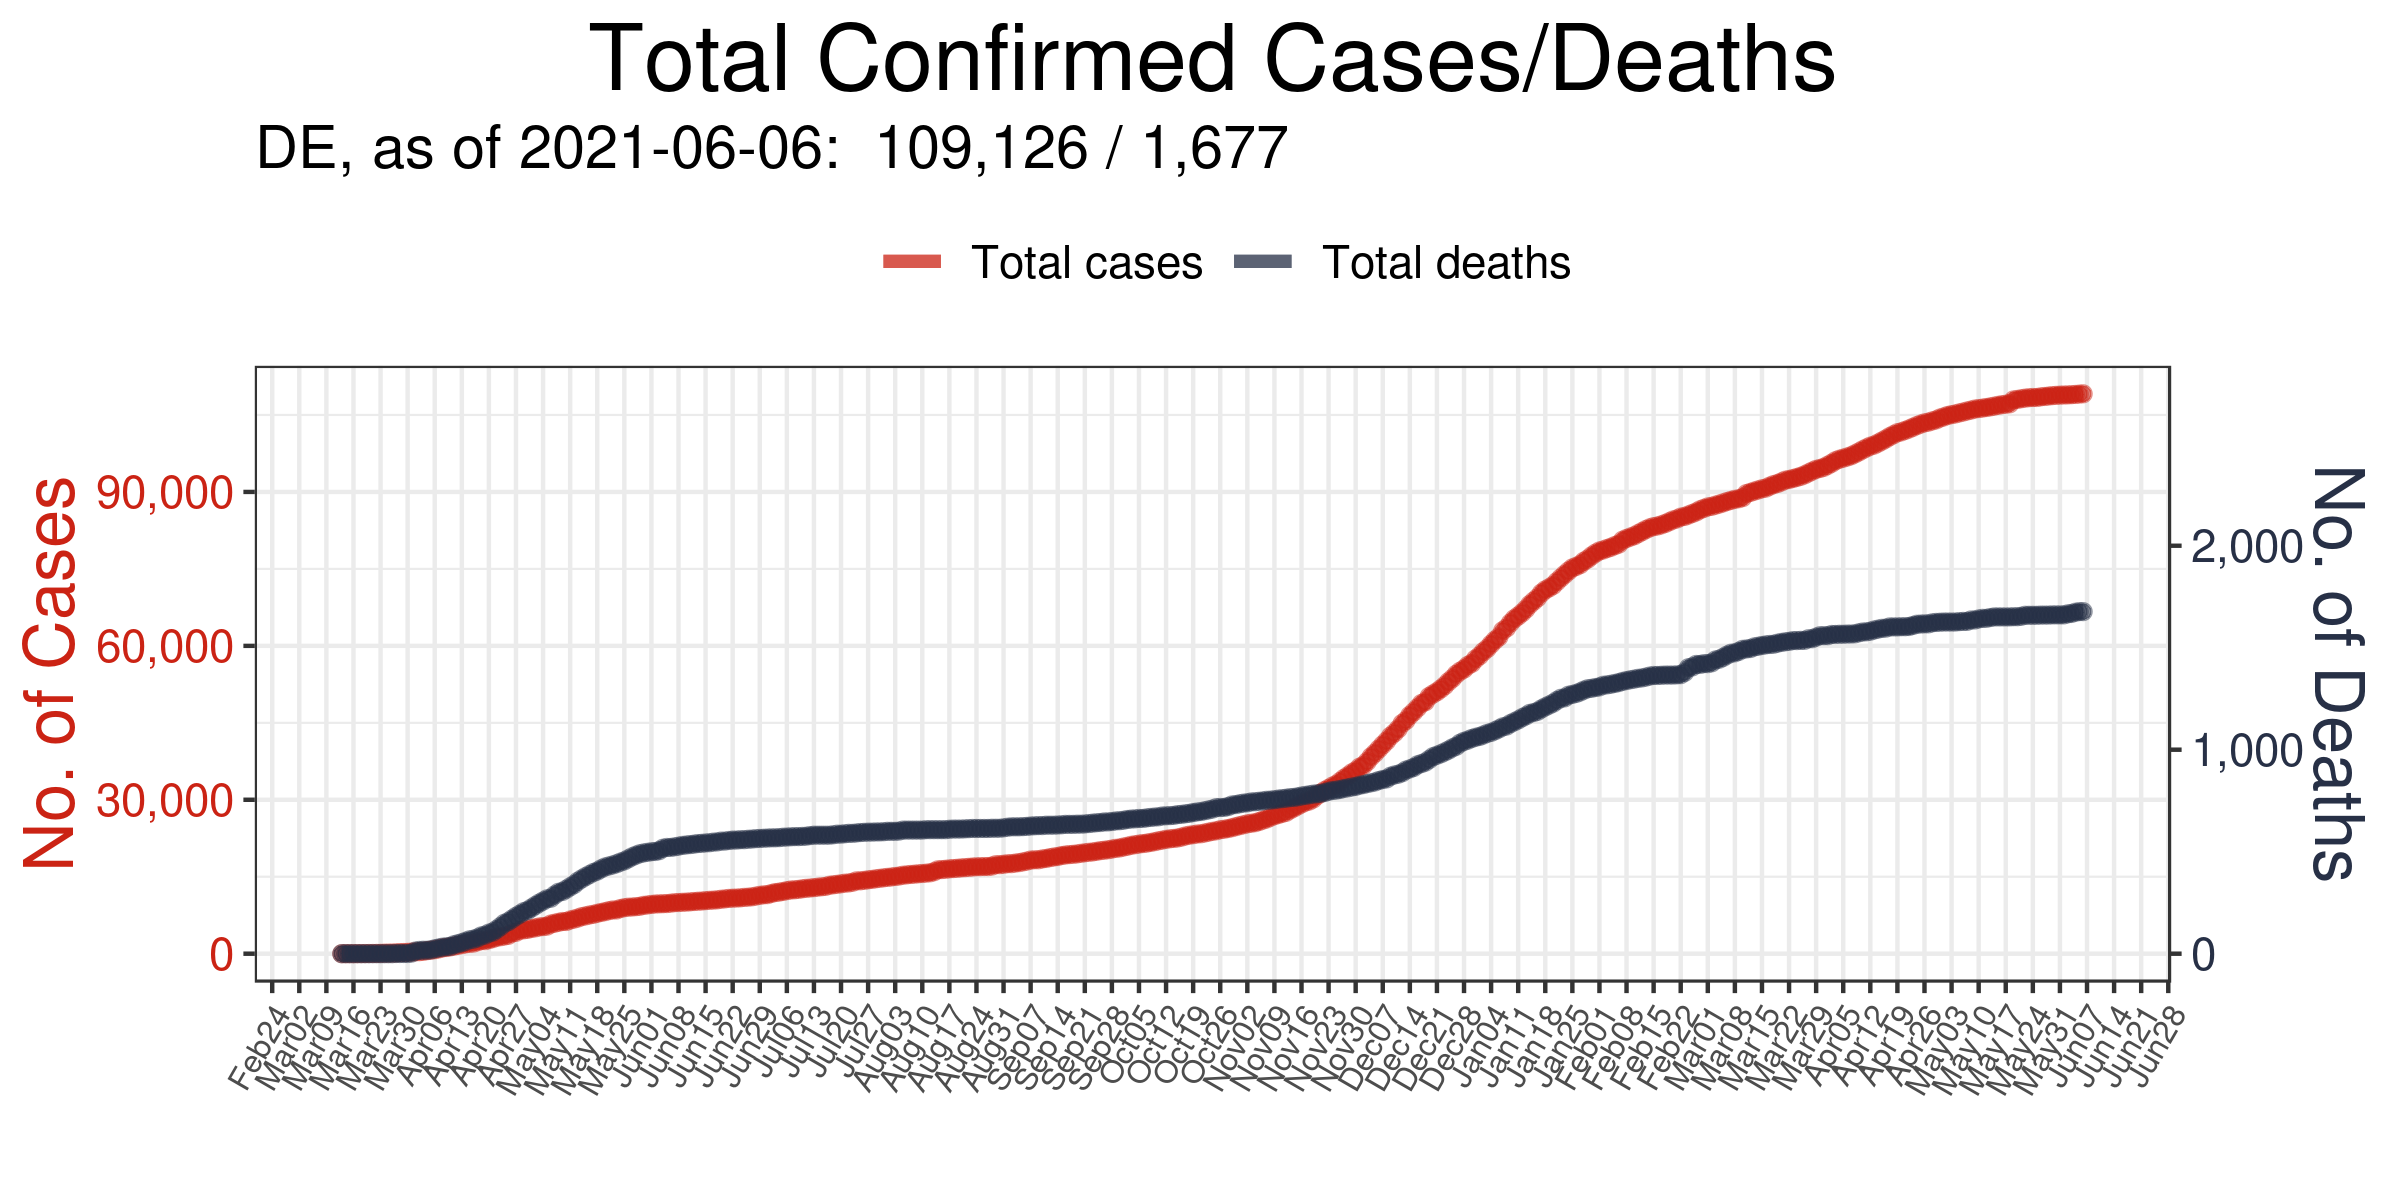 Total Confirmed Cases/Deaths
DE, as of 2021-06-06:  109,126 / 1,677
Total cases
Total deaths
No. of Cases
90,000
60,000
30,000
0
2,000
1,000
0
No. of Deaths
Feb24
Mar02
Mar09
Mar16
Mar23
Mar30
Apr06
Apr13
Apr20
Apr27
May04
May11
May18
May25
Jun01
Jun08
Jun15
Jun22
Jun29
Jul06
Jul13
Jul20
Jul27
Aug03
Aug10
Aug17
Aug24
Aug31
Sep07
Sep14
Sep21
Sep28
Oct05
Oct12
Oct19
Oct26
Nov02
Nov09
Nov16
Nov23
Nov30
Dec07
Dec14
Dec21
Dec28
Jan04
Jan11
Jan18
Jan25
Feb01
Feb08
Feb15
Feb22
Mar01
Mar08
Mar15
Mar22
Mar29
Apr05
Apr12
Apr19
Apr26
May03
May10
May17
May24
May31
Jun07
Jun14
Jun21
Jun28